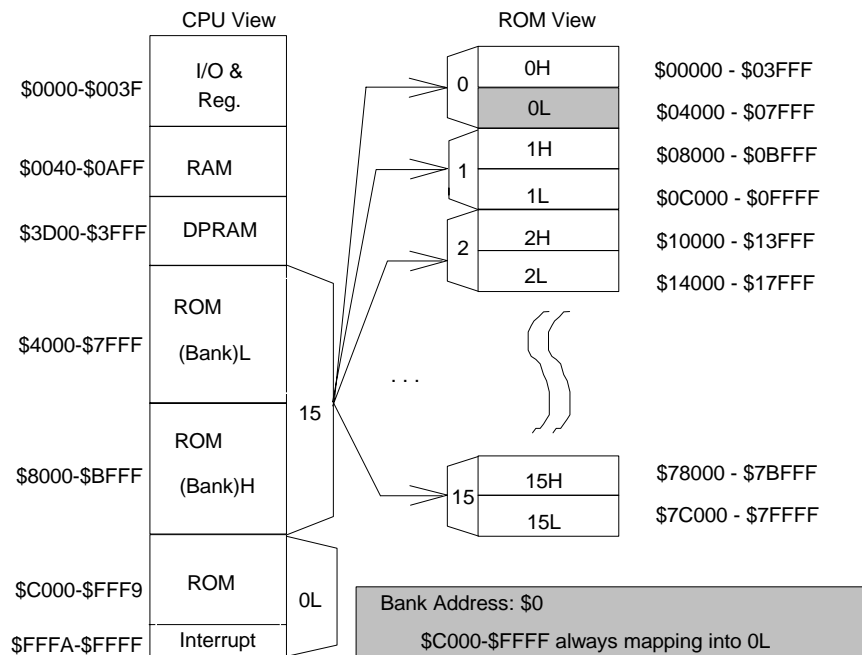 CPU View
ROM View
$0000-$003F
I/O &
Reg.
$0040-$0AFF
RAM
$3D00-$3FFF
DPRAM
$4000-$7FFF
ROM
(Bank)L
$8000-$BFFF
ROM
(Bank)H
15
$C000-$FFF9
ROM
0L
$FFFA-$FFFF
Interrupt
. . .
0
0H
$00000 - $03FFF
0L
$04000 - $07FFF
1
1H
$08000 - $0BFFF
1L
$0C000 - $0FFFF
2
2H
$10000 - $13FFF
2L
$14000 - $17FFF
15
15H
$78000 - $7BFFF
15L
$7C000 - $7FFFF
Bank Address: $0
$C000-$FFFF always mapping into 0L